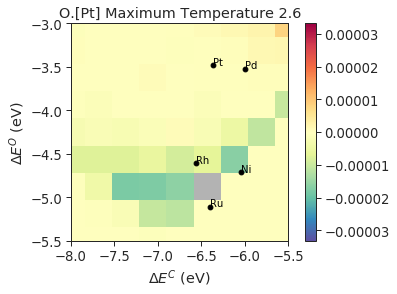 O.[Pt] Maximum Temperature 2.6
−3.0
−3.5
−4.0
−4.5
−5.0
−5.5
ΔE^O (eV)
Pt
Pd
Rh
Ni
Ru
−8.0 −7.5 −7.0 −6.5 −6.0 −5.5
ΔE^C (eV)
0.00003
0.00002
0.00001
0.00000
−0.00001
−0.00002
−0.00003